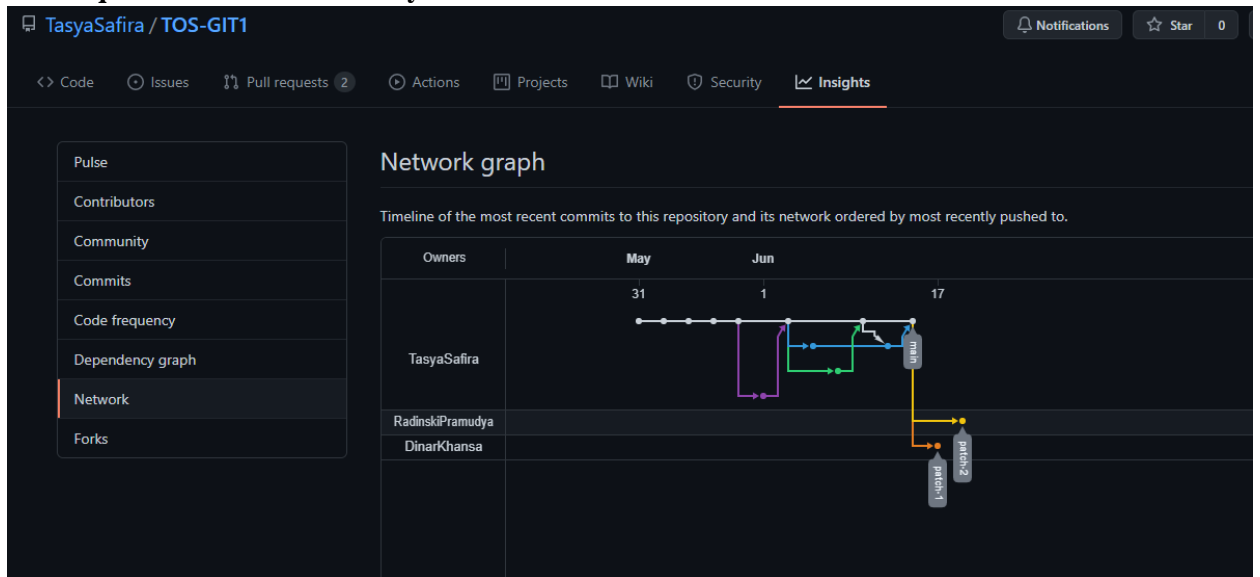 TasyaSafira / TOS-GIT1
Notifications
Star 0
Code Issues Pull requests 2 Actions Projects Wiki Security Insights
Pulse
Contributors
Community
Commits
Code frequency
Dependency graph
Network
Forks
Network graph
Timeline of the most recent commits to this repository and its network ordered by most recently pushed to.
Owners May Jun
31 1 17
TasyaSafira
main
RadinskiPramudya
DinarKhansa
patch-2
patch-1